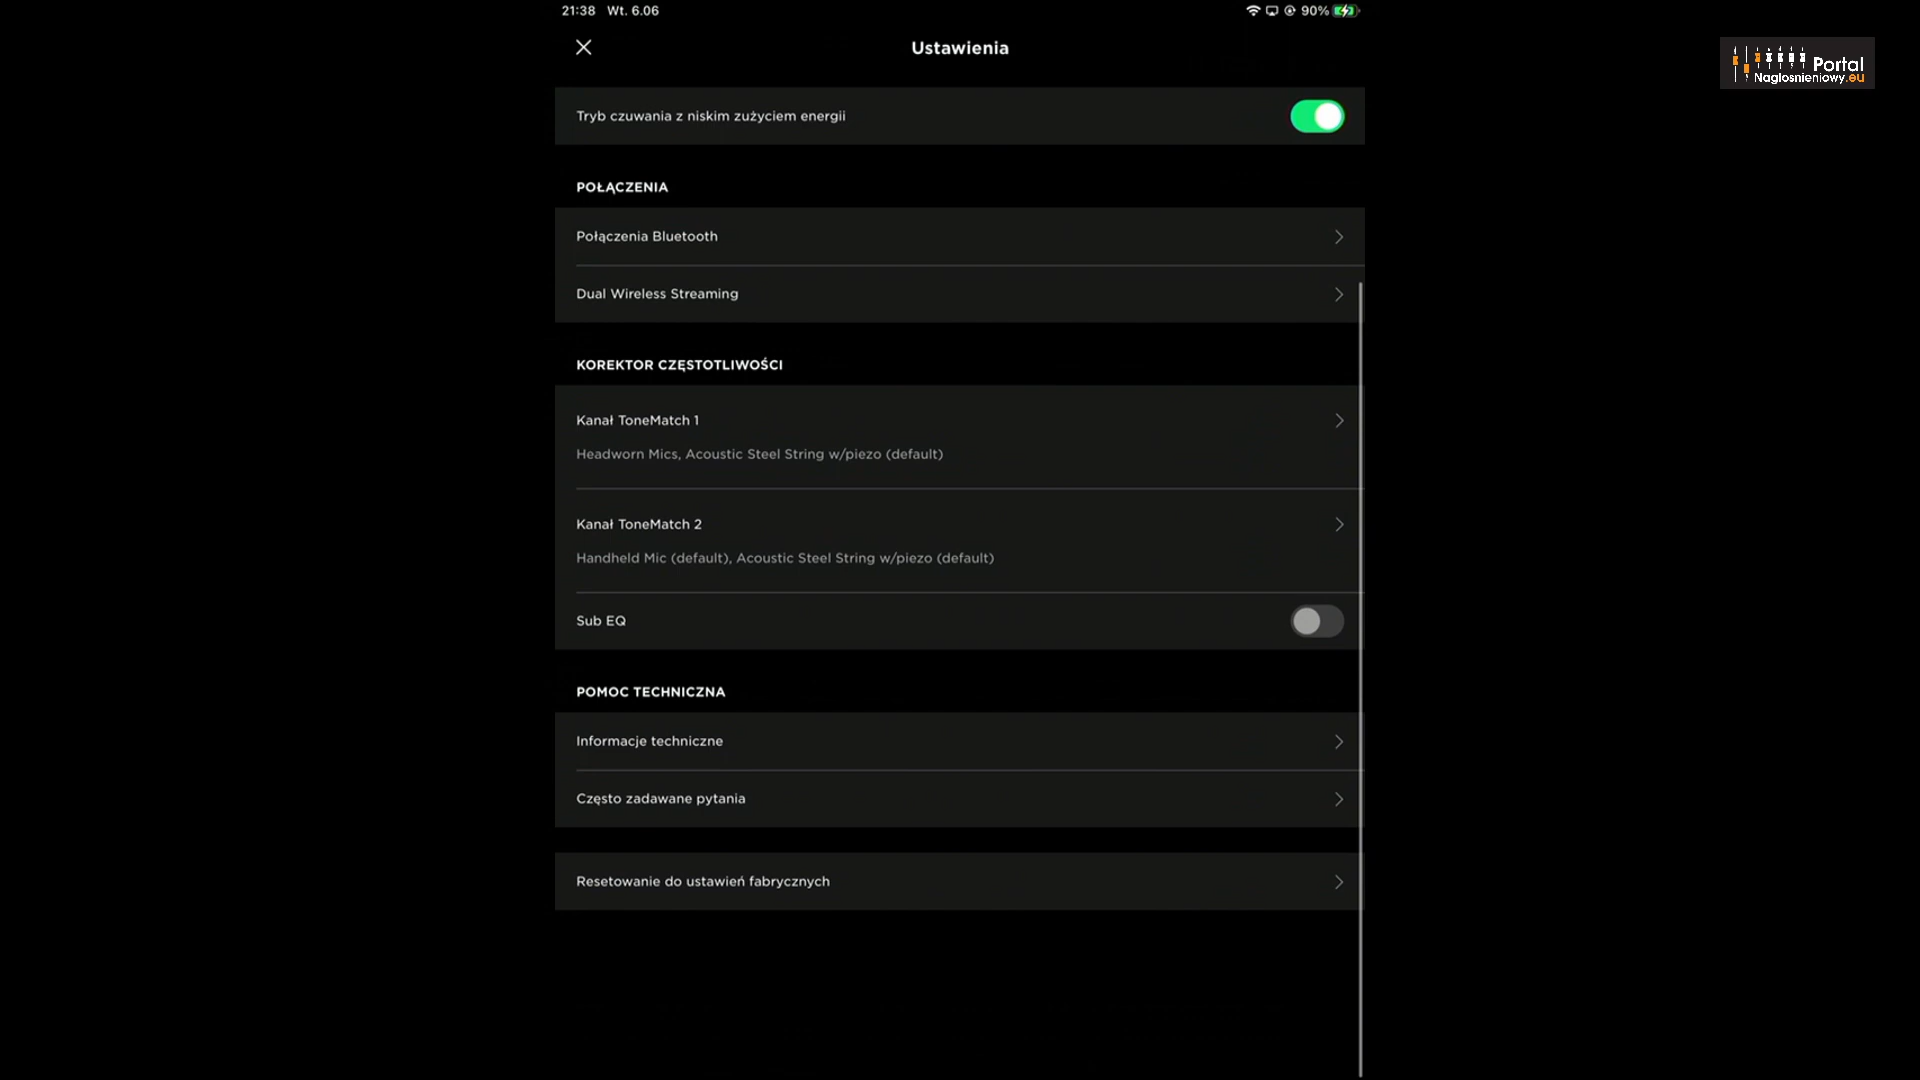 21:38 Wt. 6.06
90%
Ustawienia
Portal
Nagłosnieniowy.eu
Tryb czuwania z niskim zużyciem energii
POŁĄCZENIA
Połączenia Bluetooth
Dual Wireless Streaming
KOREKTOR CZĘSTOTLIWOŚCI
Kanał ToneMatch 1
Headworn Mics, Acoustic Steel String w/piezo (default)
Kanał ToneMatch 2
Handheld Mic (default), Acoustic Steel String w/piezo (default)
Sub EQ
POMOC TECHNICZNA
Informacje techniczne
Często zadawane pytania
Resetowanie do ustawień fabrycznych